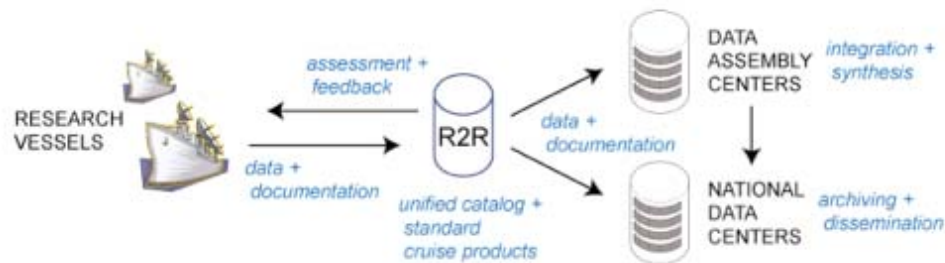 RESEARCH
VESSELS
assessment +
feedback
data +
documentation
R2R
unified catalog +
standard
cruise products
data +
documentation
DATA
ASSEMBLY
CENTERS
integration +
synthesis
NATIONAL
DATA
CENTERS
archiving +
dissemination